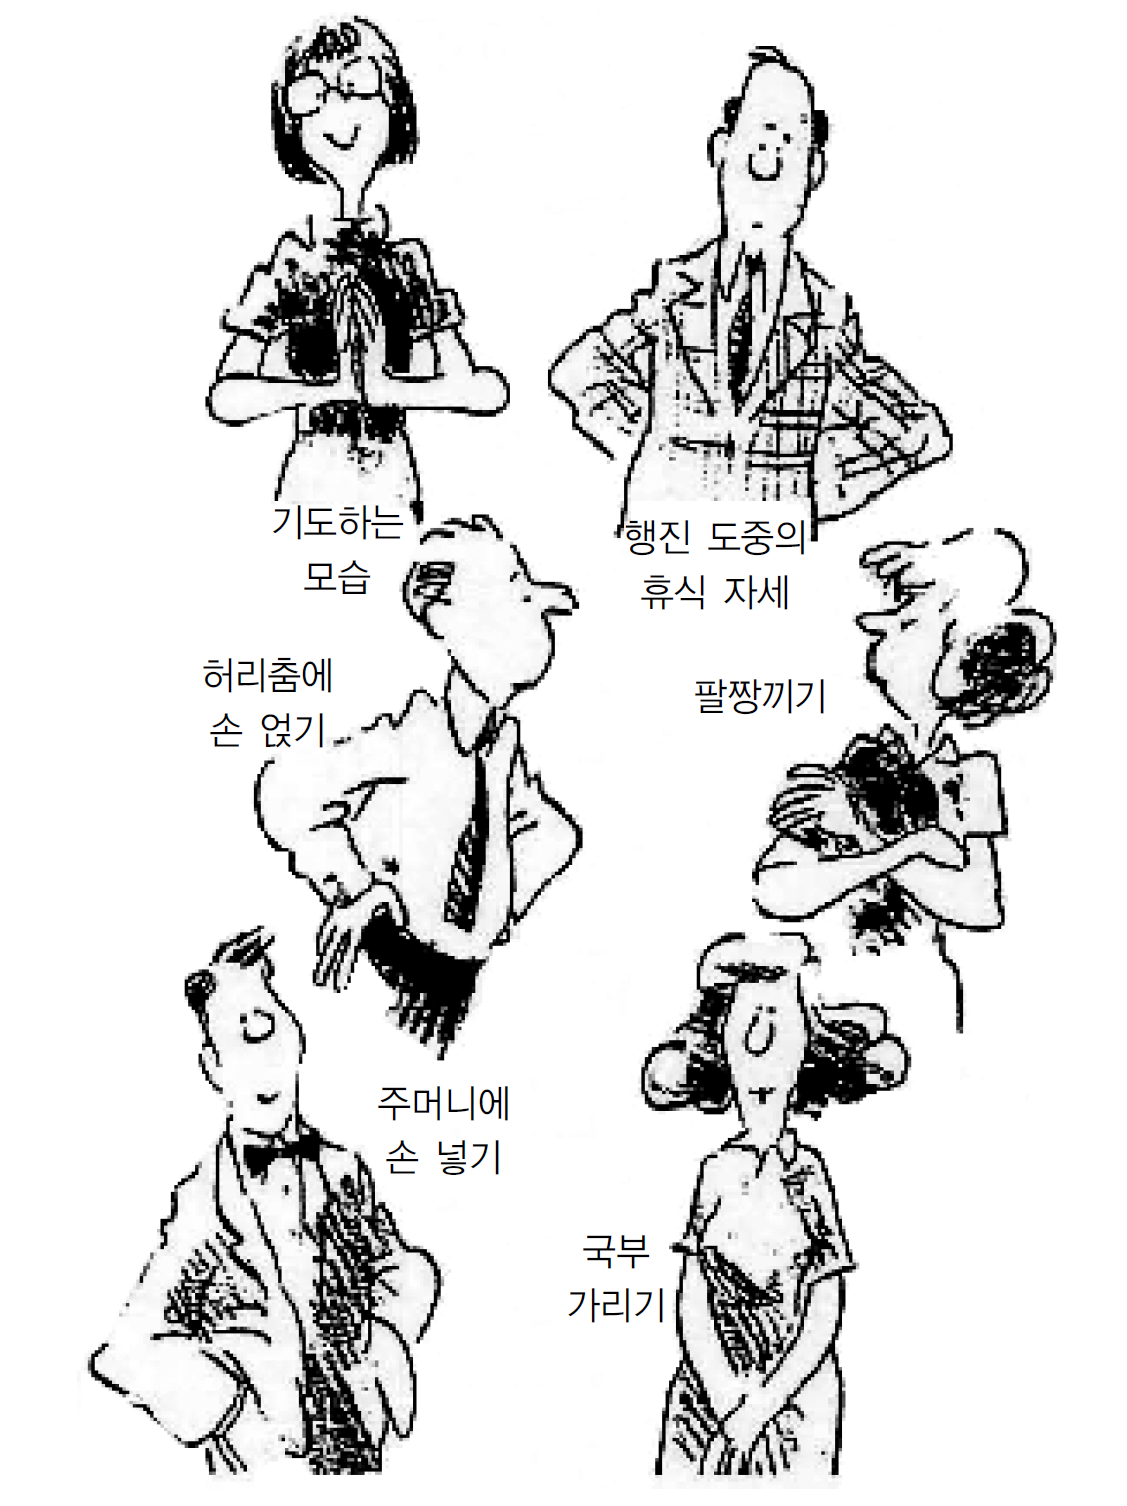 기도하는
모습
행진 도중의
휴식 자세
허리춤에
손 얹기
팔짱끼기
주머니에
손 넣기
국부
가리기